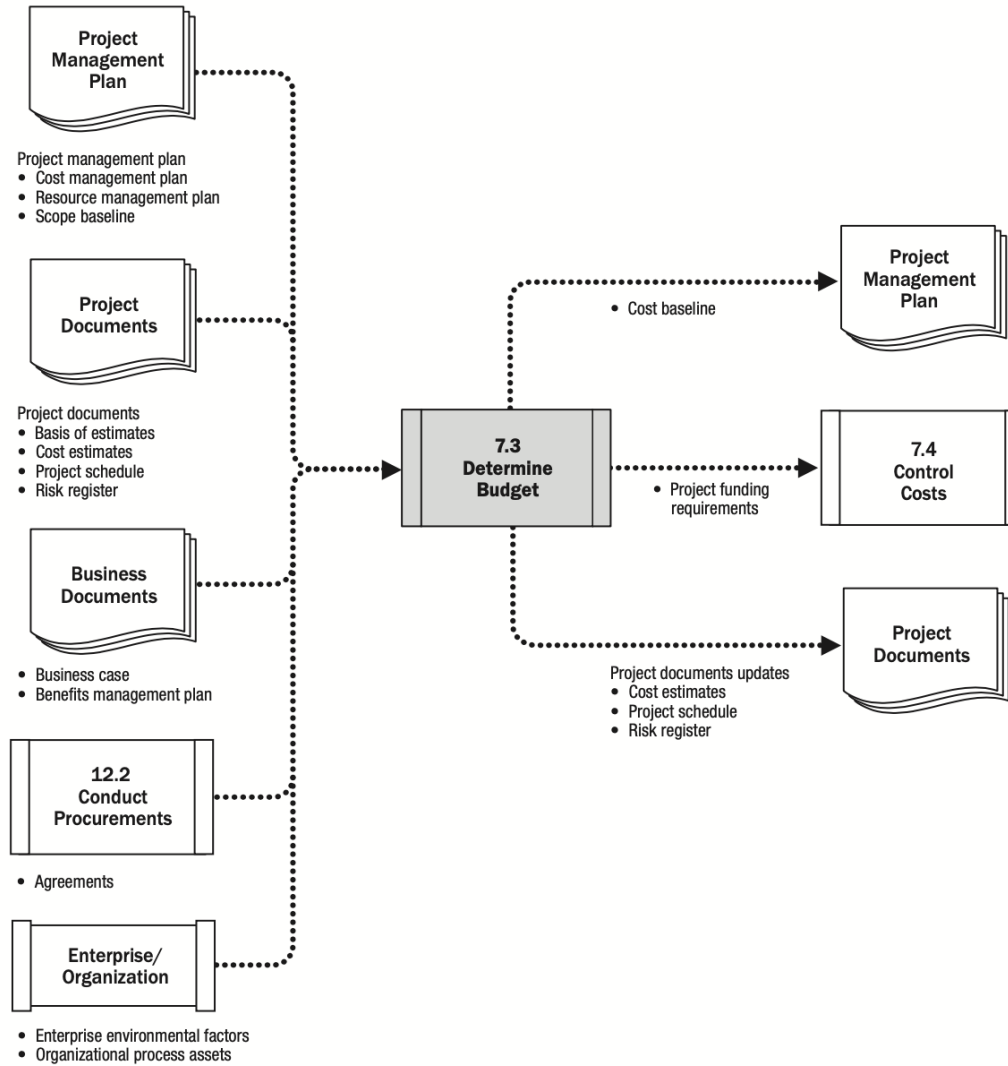 Project
Management
Plan
Project management plan
• Cost management plan
• Resource management plan
• Scope baseline
Project
Documents
Project documents
• Basis of estimates
• Cost estimates
• Project schedule
• Risk register
Business
Documents
• Business case
• Benefits management plan
12.2
Conduct
Procurements
• Agreements
Enterprise/
Organization
• Enterprise environmental factors
• Organizational process assets
7.3
Determine
Budget
• Cost baseline
Project
Management
Plan
• Project funding
requirements
7.4
Control
Costs
Project documents updates
• Cost estimates
• Project schedule
• Risk register
Project
Documents